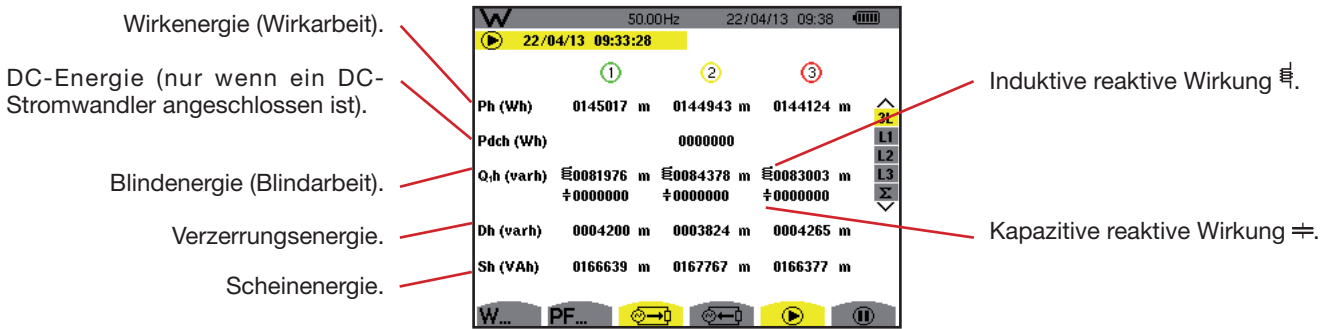 Wirkenergie (Wirkarbeit).
DC-Energie (nur wenn ein DC-
Stromwandler angeschlossen ist).
Blindenergie (Blindarbeit).
Verzerrungsenergie.
Scheinenergie.
W 50.00Hz 22/04/13 09:38
22/04/13 09:33:28
1 2 3
Ph (Wh) 0145017 m 0144943 m 0144124 m
Pdch (Wh) 0000000
Q₁h (varh) 0081976 m 0084378 m 0083003 m
0000000 0000000 0000000
Dh (varh) 0004200 m 0003824 m 0004265 m
Sh (VAh) 0166639 m 0167767 m 0166377 m
3L
L1
L2
L3
Σ
W... PF...
Induktive reaktive Wirkung .
Kapazitive reaktive Wirkung .